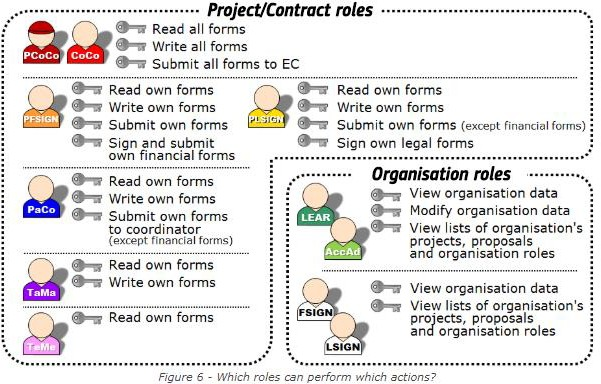 Project/Contract roles
PCoCo
CoCo
Read all forms
Write all forms
Submit all forms to EC
PFSIGN
Read own forms
Write own forms
Submit own forms
Sign and submit
own financial forms
PLSIGN
Read own forms
Write own forms
Submit own forms (except financial forms)
Sign own legal forms
PaCo
Read own forms
Write own forms
Submit own forms
to coordinator
(except financial forms)
TaMa
Read own forms
Write own forms
TeMe
Read own forms
Organisation roles
LEAR
AccAd
View organisation data
Modify organisation data
View lists of organisation's
projects, proposals
and organisation roles
FSIGN
LSIGN
View organisation data
View lists of organisation's
projects, proposals
and organisation roles
Figure 6 - Which roles can perform which actions?